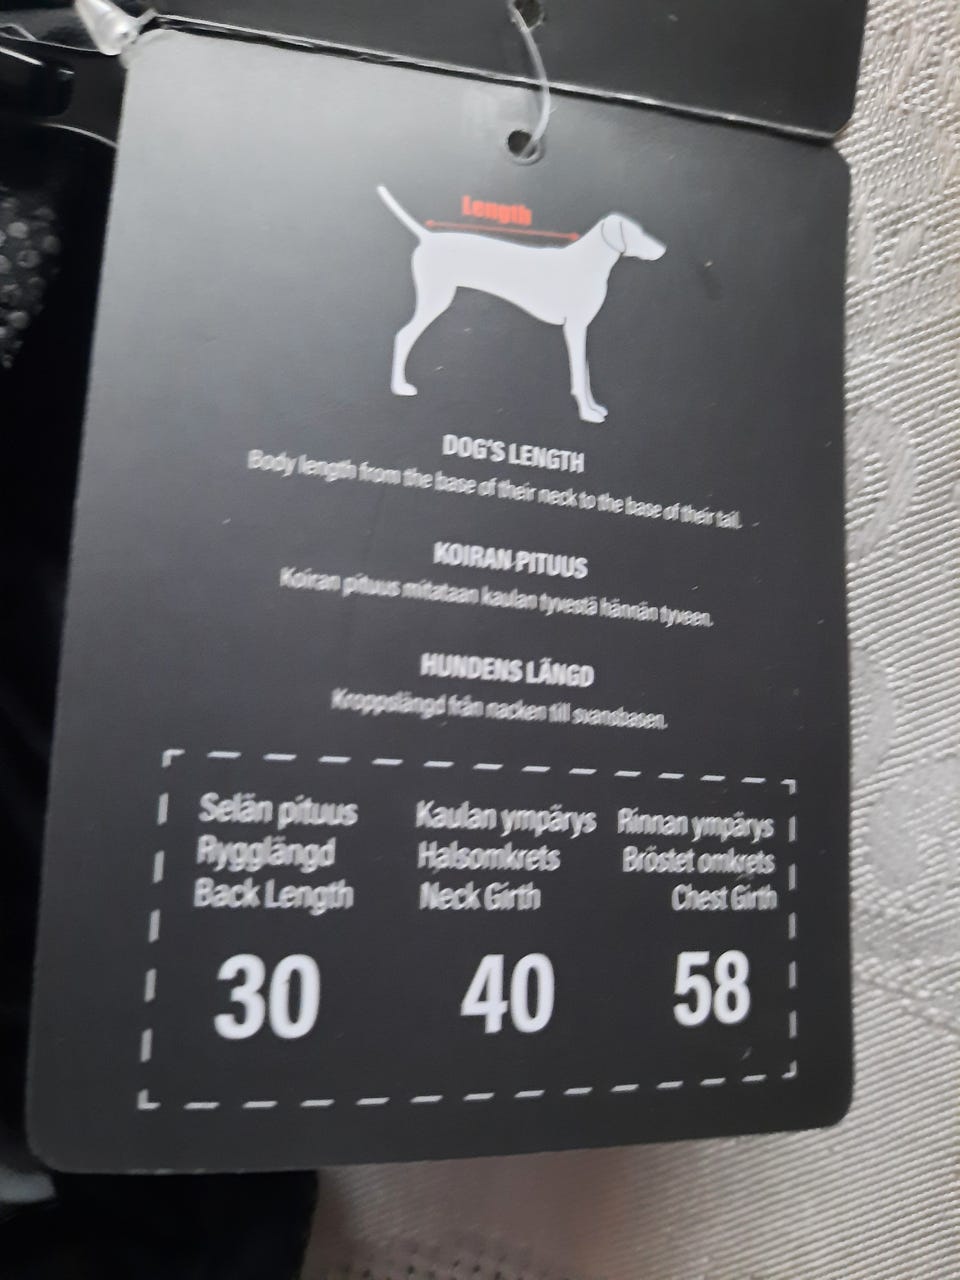 Length
DOG'S LENGTH
Body length from the base of their neck to the base of their tail.
KOIRAN PITUUS
Koiran pituus mitataan kaulan tyvestä hännän tyveen.
HUNDENS LÄNGD
Kroppslängd från nacken till svansbasen.
Selän pituus Kaulan ympärys Rinnan ympärys
Rygglängd Halsomkrets Bröstet omkrets
Back Length Neck Girth Chest Girth
30 40 58